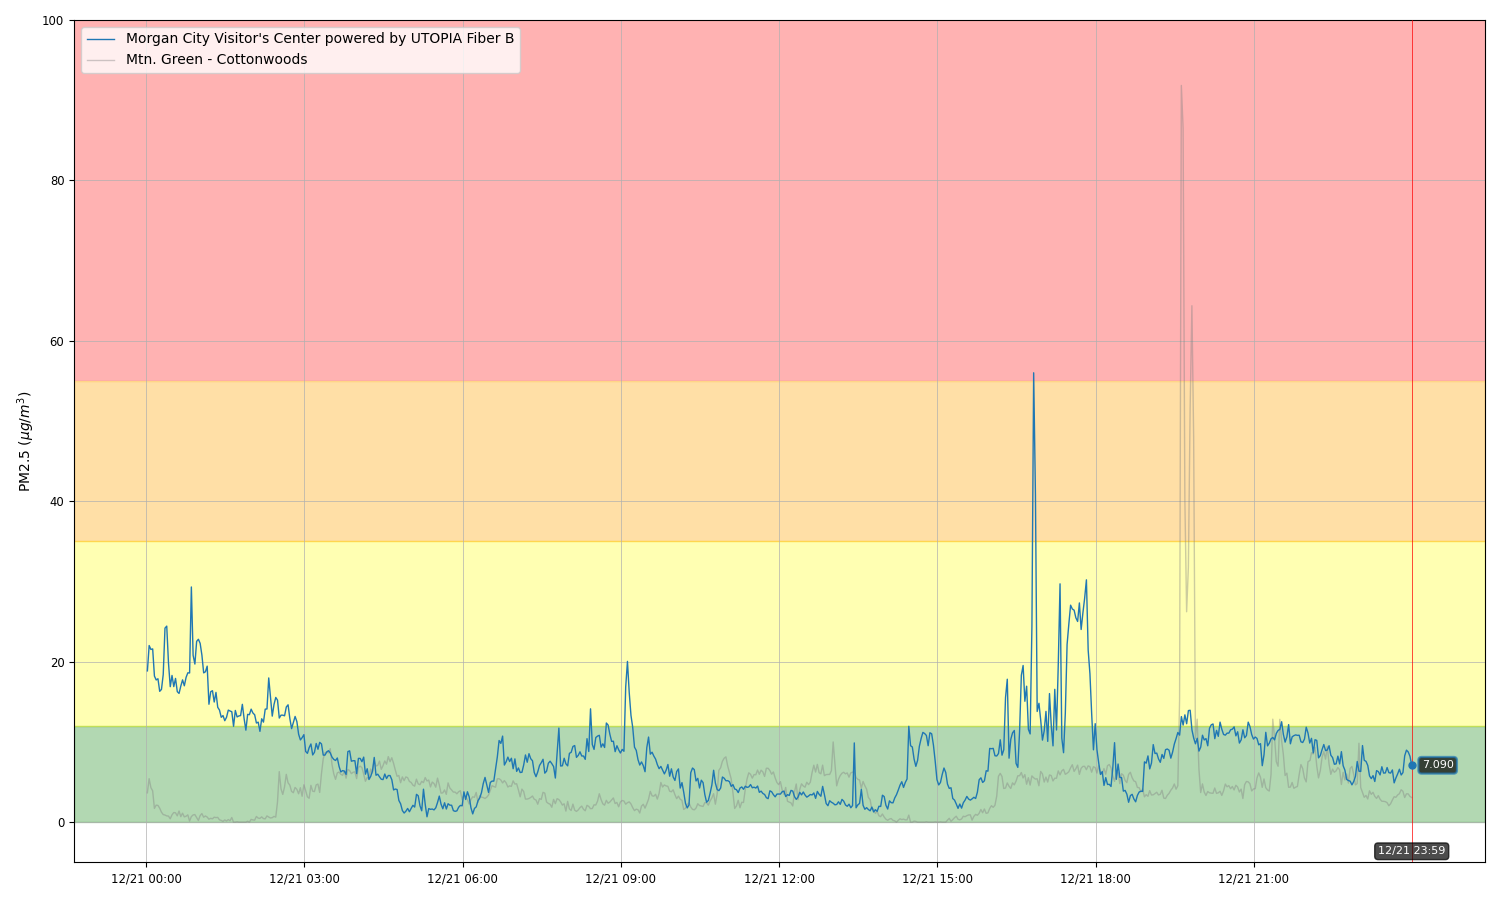 100
80
60
40
20
0
PM2.5 (μg/m³)
Morgan City Visitor's Center powered by UTOPIA Fiber B
Mtn. Green - Cottonwoods
7.090
12/21 23:59
12/21 00:00 12/21 03:00 12/21 06:00 12/21 09:00 12/21 12:00 12/21 15:00 12/21 18:00 12/21 21:00